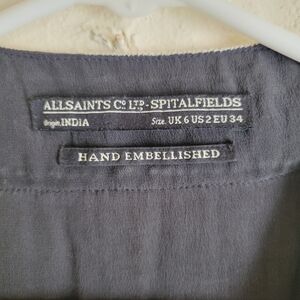 ALLSAINTS Co LTD-SPITALFIELDS
Origin. INDIA Size. UK 6 US 2 EU 34
HAND EMBELLISHED